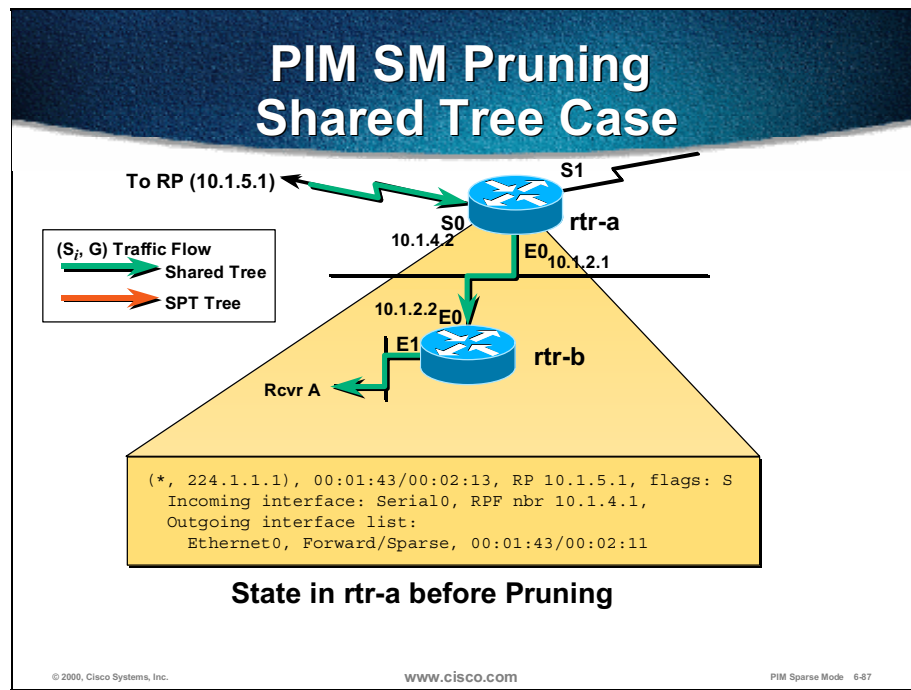 PIM SM Pruning
Shared Tree Case
To RP (10.1.5.1)
S1
rtr-a
S0
10.1.4.2
E0
10.1.2.1
(Si, G) Traffic Flow
Shared Tree
SPT Tree
10.1.2.2
E0
E1
rtr-b
Rcvr A
(*, 224.1.1.1), 00:01:43/00:02:13, RP 10.1.5.1, flags: S
Incoming interface: Serial0, RPF nbr 10.1.4.1,
Outgoing interface list:
Ethernet0, Forward/Sparse, 00:01:43/00:02:11
State in rtr-a before Pruning
© 2000, Cisco Systems, Inc.
www.cisco.com
PIM Sparse Mode 6-87